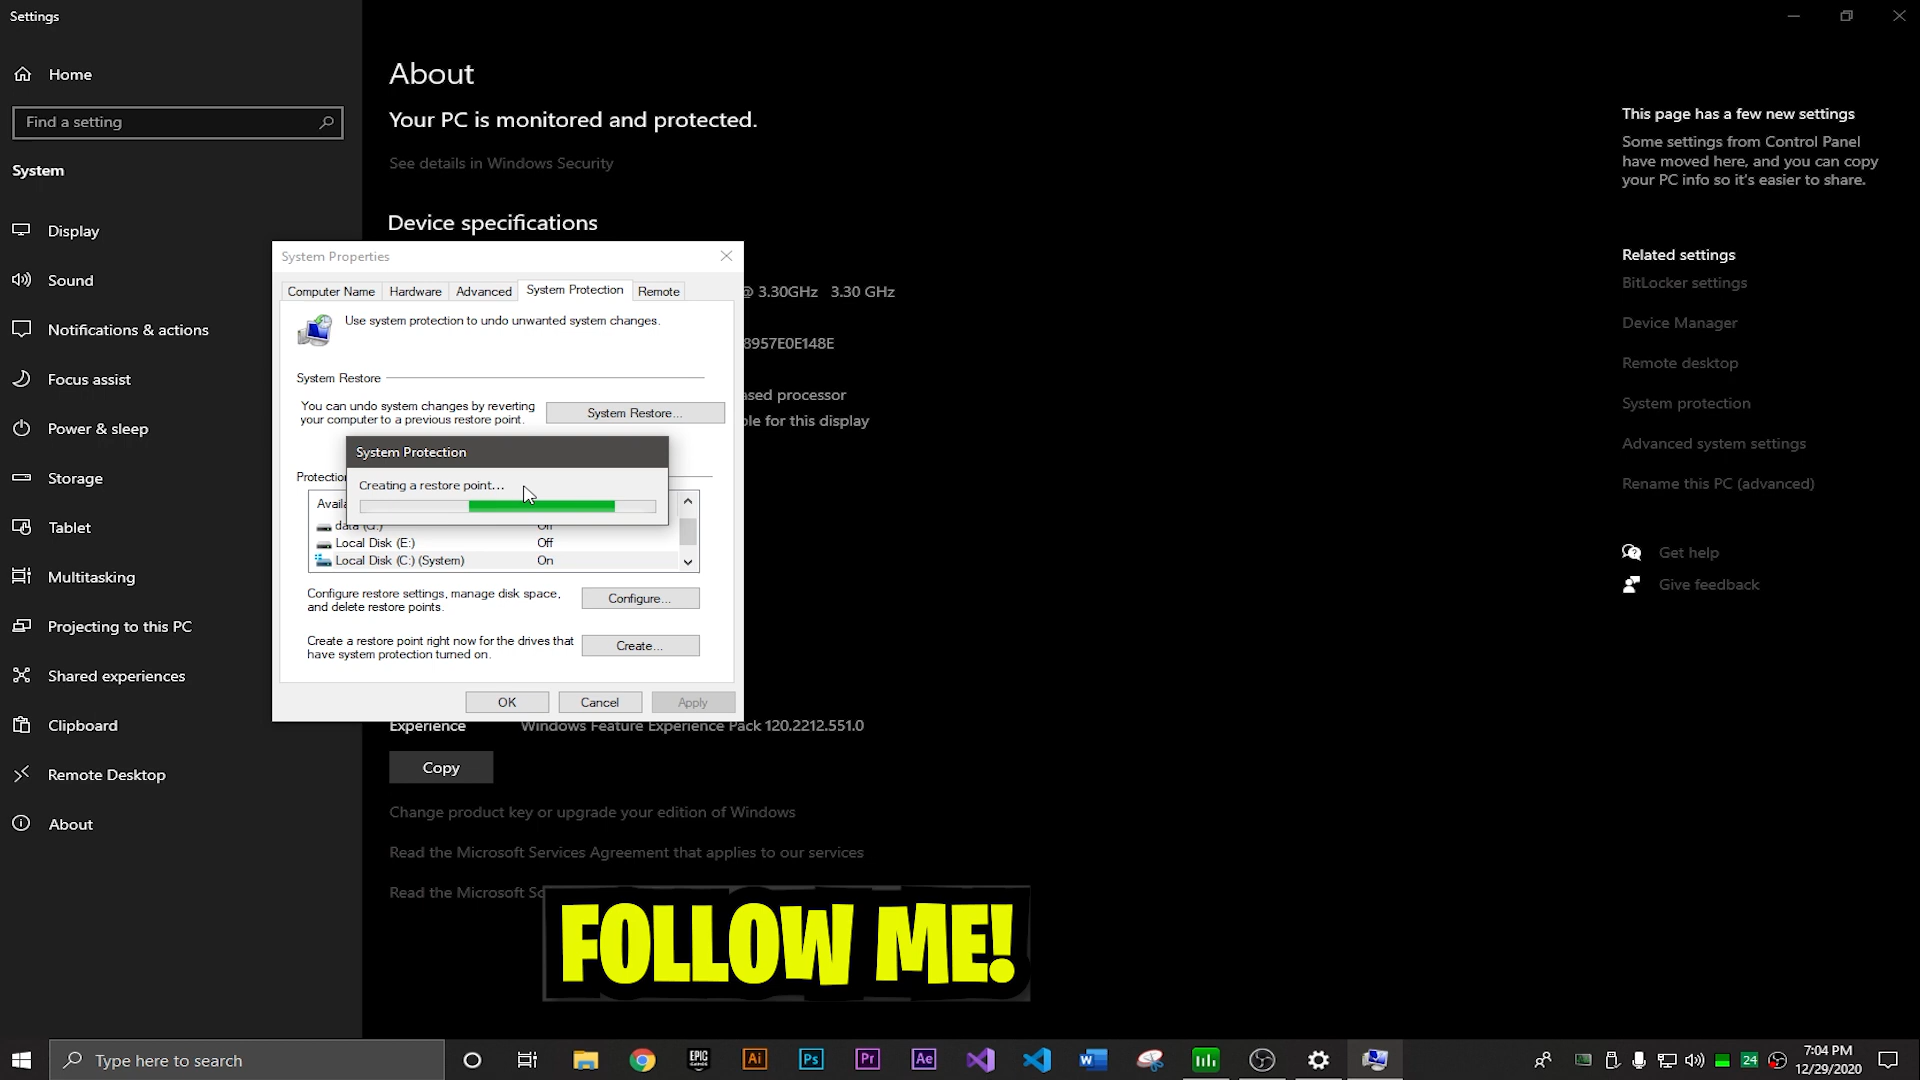 Settings
Home
Find a setting
System
Display
Sound
Notifications & actions
Focus assist
Power & sleep
Storage
Tablet
Multitasking
Projecting to this PC
Shared experiences
Clipboard
Remote Desktop
About
About
Your PC is monitored and protected.
See details in Windows Security
Device specifications
@ 3.30GHz 3.30 GHz
8957E0E148E
ased processor
ble for this display
System Properties
Computer Name
Hardware
Advanced
System Protection
Remote
Use system protection to undo unwanted system changes.
System Restore
You can undo system changes by reverting
your computer to a previous restore point.
System Restore...
Protection
System Protection
Creating a restore point...
Availa
Local Disk (E:) Off
Local Disk (C:) (System) On
Configure restore settings, manage disk space,
and delete restore points.
Configure...
Create a restore point right now for the drives that
have system protection turned on.
Create...
OK
Cancel
Apply
Experience Windows Feature Experience Pack 120.2212.551.0
Copy
Change product key or upgrade your edition of Windows
Read the Microsoft Services Agreement that applies to our services
Read the Microsoft So
FOLLOW ME!
This page has a few new settings
Some settings from Control Panel
have moved here, and you can copy
your PC info so it's easier to share.
Related settings
BitLocker settings
Device Manager
Remote desktop
System protection
Advanced system settings
Rename this PC (advanced)
Get help
Give feedback
Type here to search
EPIC
GAMES
Ai
Ps
Pr
Ae
24
7:04 PM
12/29/2020